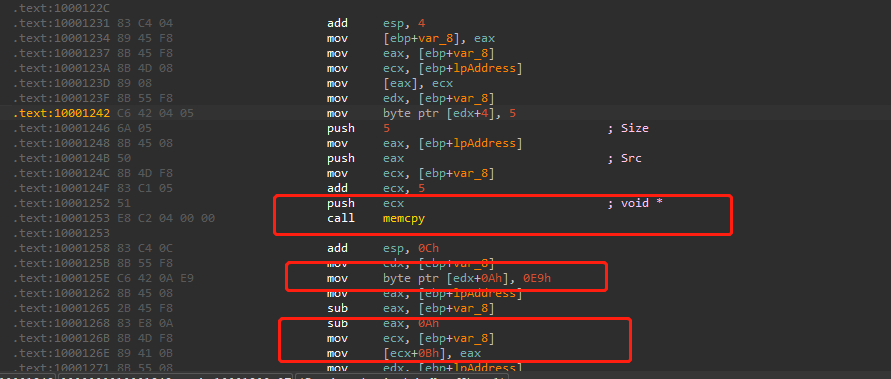 .text:1000122C
.text:10001231 83 C4 04 add esp, 4
.text:10001234 89 45 F8 mov [ebp+var_8], eax
.text:10001237 8B 45 F8 mov eax, [ebp+var_8]
.text:1000123A 8B 4D 08 mov ecx, [ebp+lpAddress]
.text:1000123D 89 08 mov [eax], ecx
.text:1000123F 8B 55 F8 mov edx, [ebp+var_8]
.text:10001242 C6 42 04 05 mov byte ptr [edx+4], 5
.text:10001246 6A 05 push 5 ; Size
.text:10001248 8B 45 08 mov eax, [ebp+lpAddress]
.text:1000124B 50 push eax ; Src
.text:1000124C 8B 4D F8 mov ecx, [ebp+var_8]
.text:1000124F 83 C1 05 add ecx, 5
.text:10001252 51 push ecx ; void *
.text:10001253 E8 C2 04 00 00 call memcpy
.text:10001253
.text:10001258 83 C4 0C add esp, 0Ch
.text:1000125B 8B 55 F8 mov edx, [ebp+var_8]
.text:1000125E C6 42 0A E9 mov byte ptr [edx+0Ah], 0E9h
.text:10001262 8B 45 08 mov eax, [ebp+lpAddress]
.text:10001265 2B 45 F8 sub eax, [ebp+var_8]
.text:10001268 83 E8 0A sub eax, 0Ah
.text:1000126B 8B 4D F8 mov ecx, [ebp+var_8]
.text:1000126E 89 41 0B mov [ecx+0Bh], eax
.text:10001271 8B 55 08 mov edx, [ebp+lpAddress]